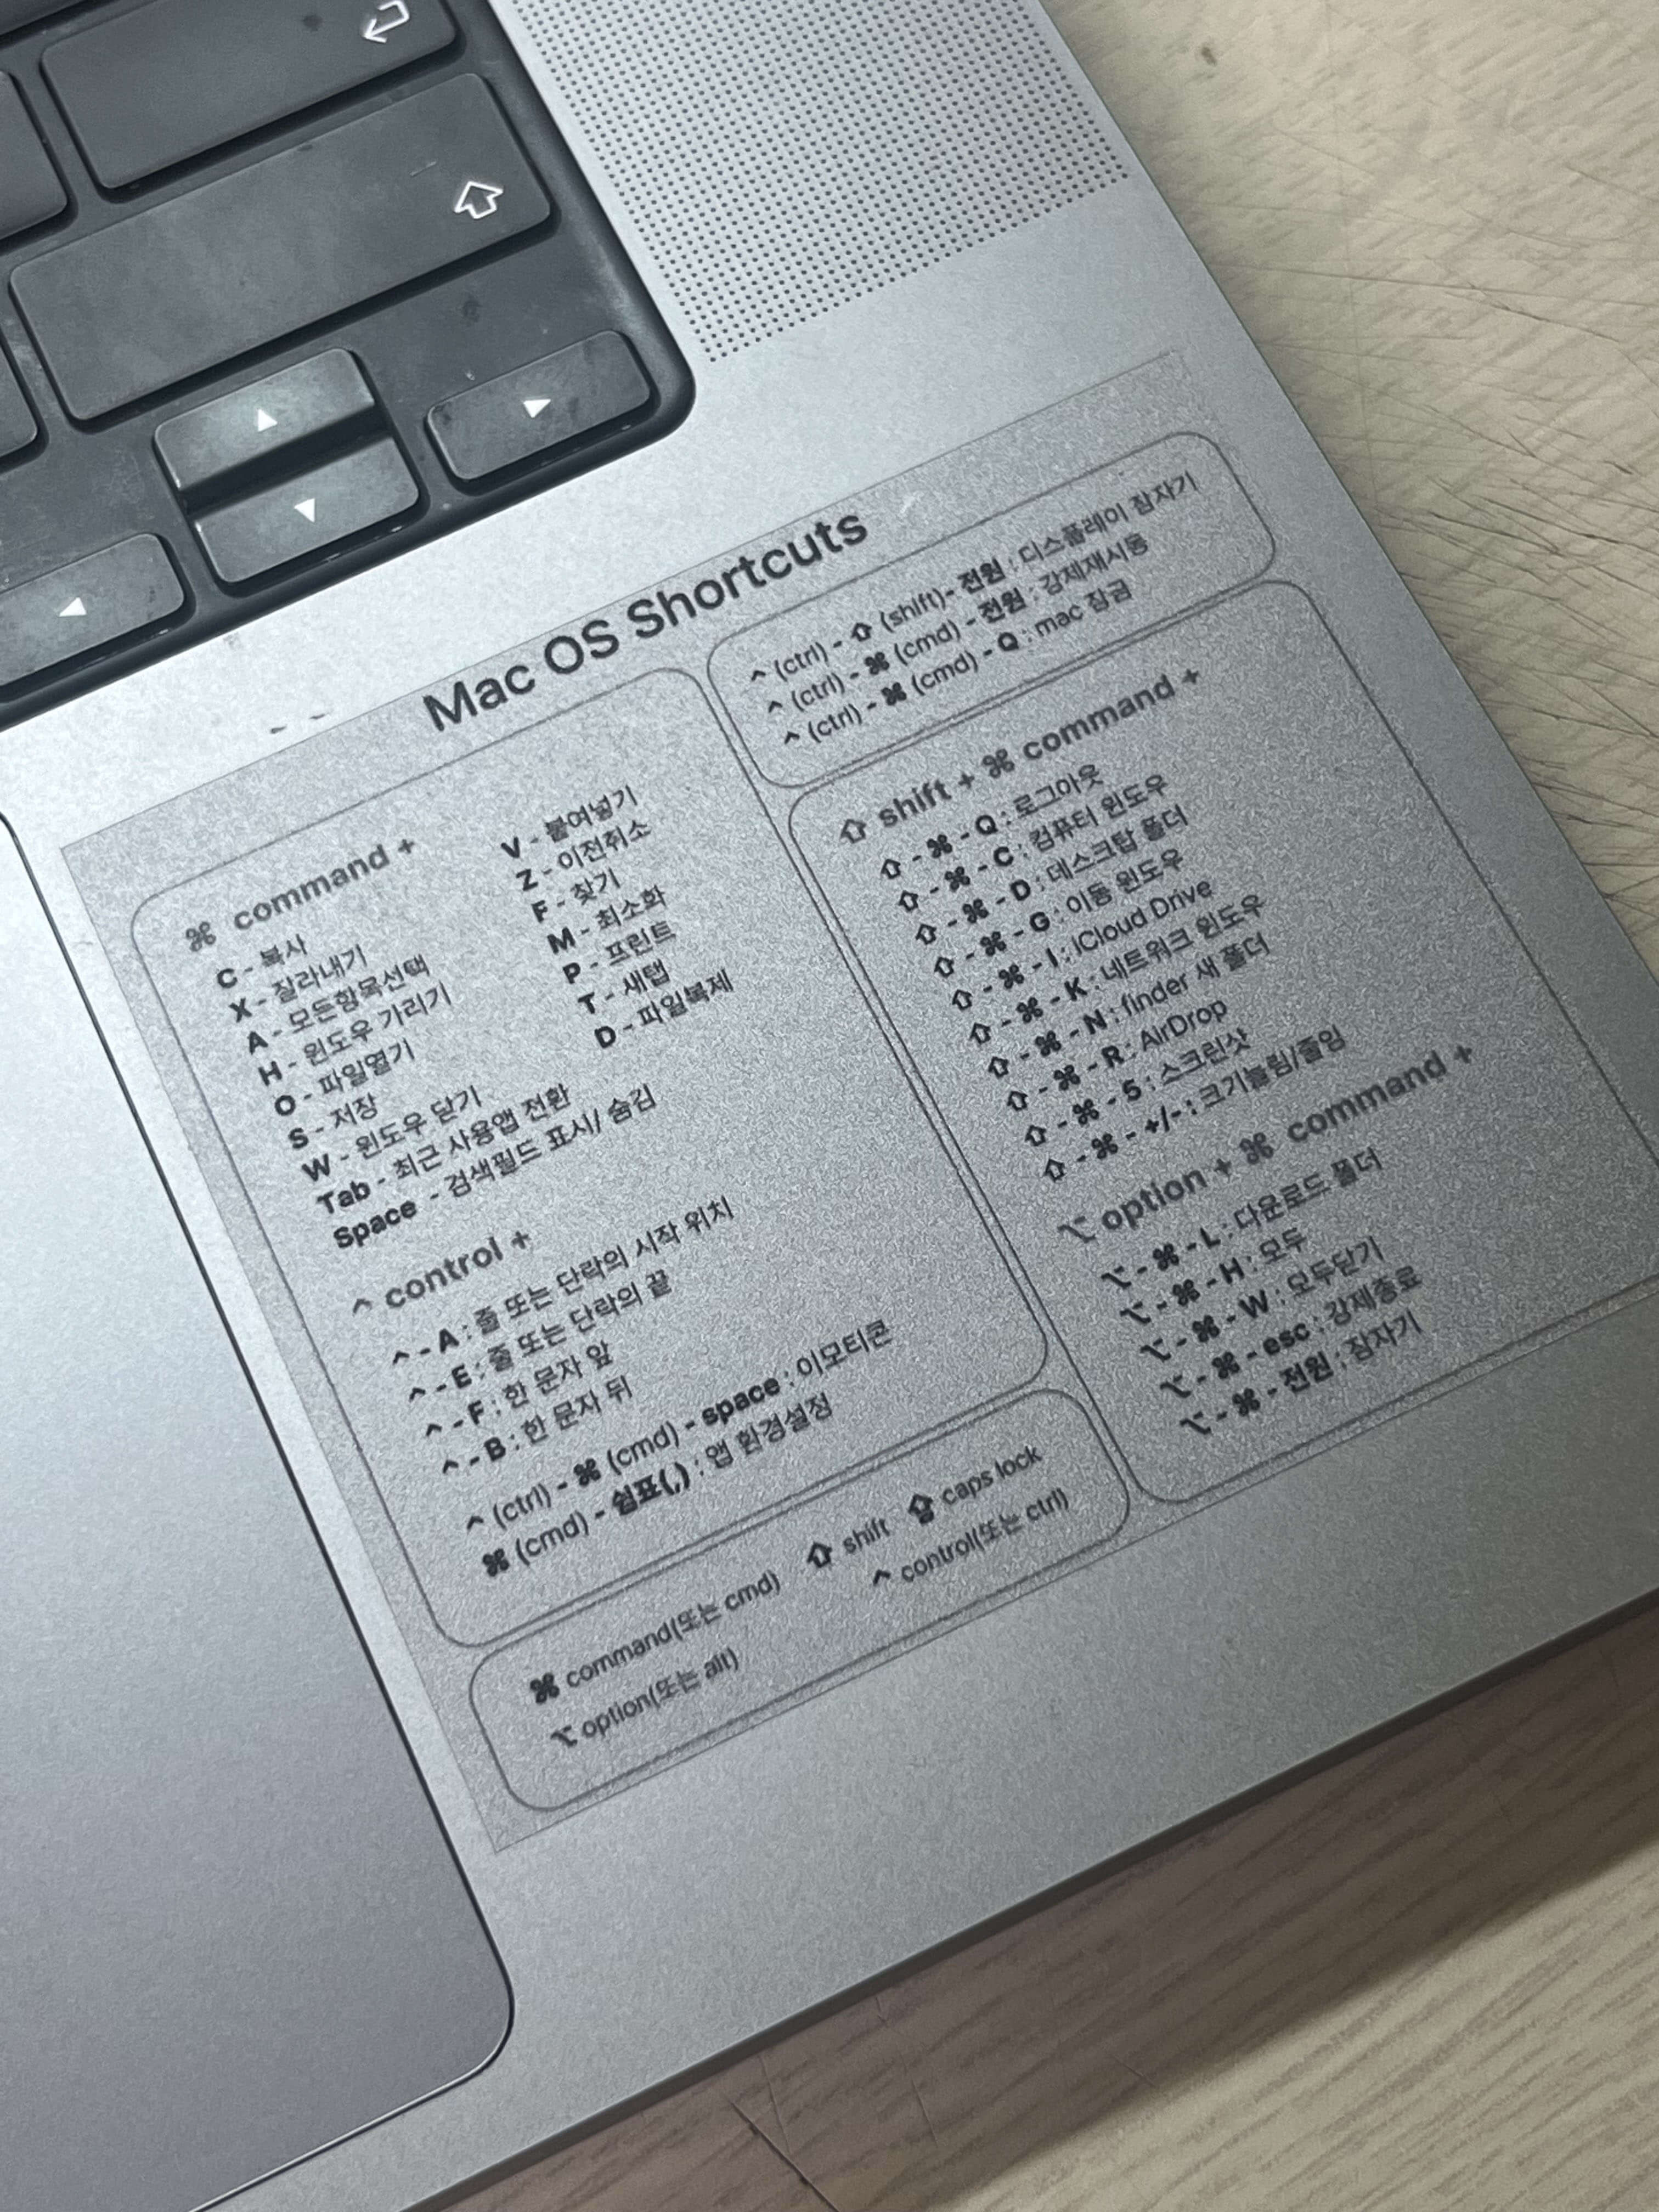 Mac OS Shortcuts
⌘ command +
C - 복사
X - 잘라내기
A - 모든항목선택
H - 윈도우 가리기
O - 파일열기
S - 저장
W - 윈도우 닫기
Tab - 최근 사용앱 전환
Space - 검색필드 표시/ 숨김
V - 붙여넣기
Z - 이전취소
F - 찾기
M - 최소화
P - 프린트
T - 새탭
D - 파일복제
^ control +
^ - A : 줄 또는 단락의 시작 위치
^ - E : 줄 또는 단락의 끝
^ - F : 한 문자 앞
^ - B : 한 문자 뒤
^ (ctrl) - ⌘ (cmd) - space : 이모티콘
⌘ (cmd) - 쉼표(,) : 앱 환경설정
^ (ctrl) - ⇧ (shift)- 전원 : 디스플레이 잠자기
^ (ctrl) - ⌘ (cmd) - 전원 : 강제재시동
^ (ctrl) - ⌘ (cmd) - Q : mac 잠금
⇧ shift + ⌘ command +
⇧ - ⌘ - Q : 로그아웃
⇧ - ⌘ - C : 컴퓨터 윈도우
⇧ - ⌘ - D : 데스크탑 폴더
⇧ - ⌘ - G : 이동 윈도우
⇧ - ⌘ - I : iCloud Drive
⇧ - ⌘ - K : 네트워크 윈도우
⇧ - ⌘ - N : finder 새 폴더
⇧ - ⌘ - R : AirDrop
⇧ - ⌘ - 5 : 스크린샷
⇧ - ⌘ - +/- : 크기늘림/줄임
⌥ option + ⌘ command +
⌥ - ⌘ - L : 다운로드 폴더
⌥ - ⌘ - H : 모두
⌥ - ⌘ - W : 모두닫기
⌥ - ⌘ - esc : 강제종료
⌥ - ⌘ - 전원 : 잠자기
⌘ command(또는 cmd) ⇧ shift ⇪ caps lock
⌥ option(또는 alt) ^ control(또는 ctrl)